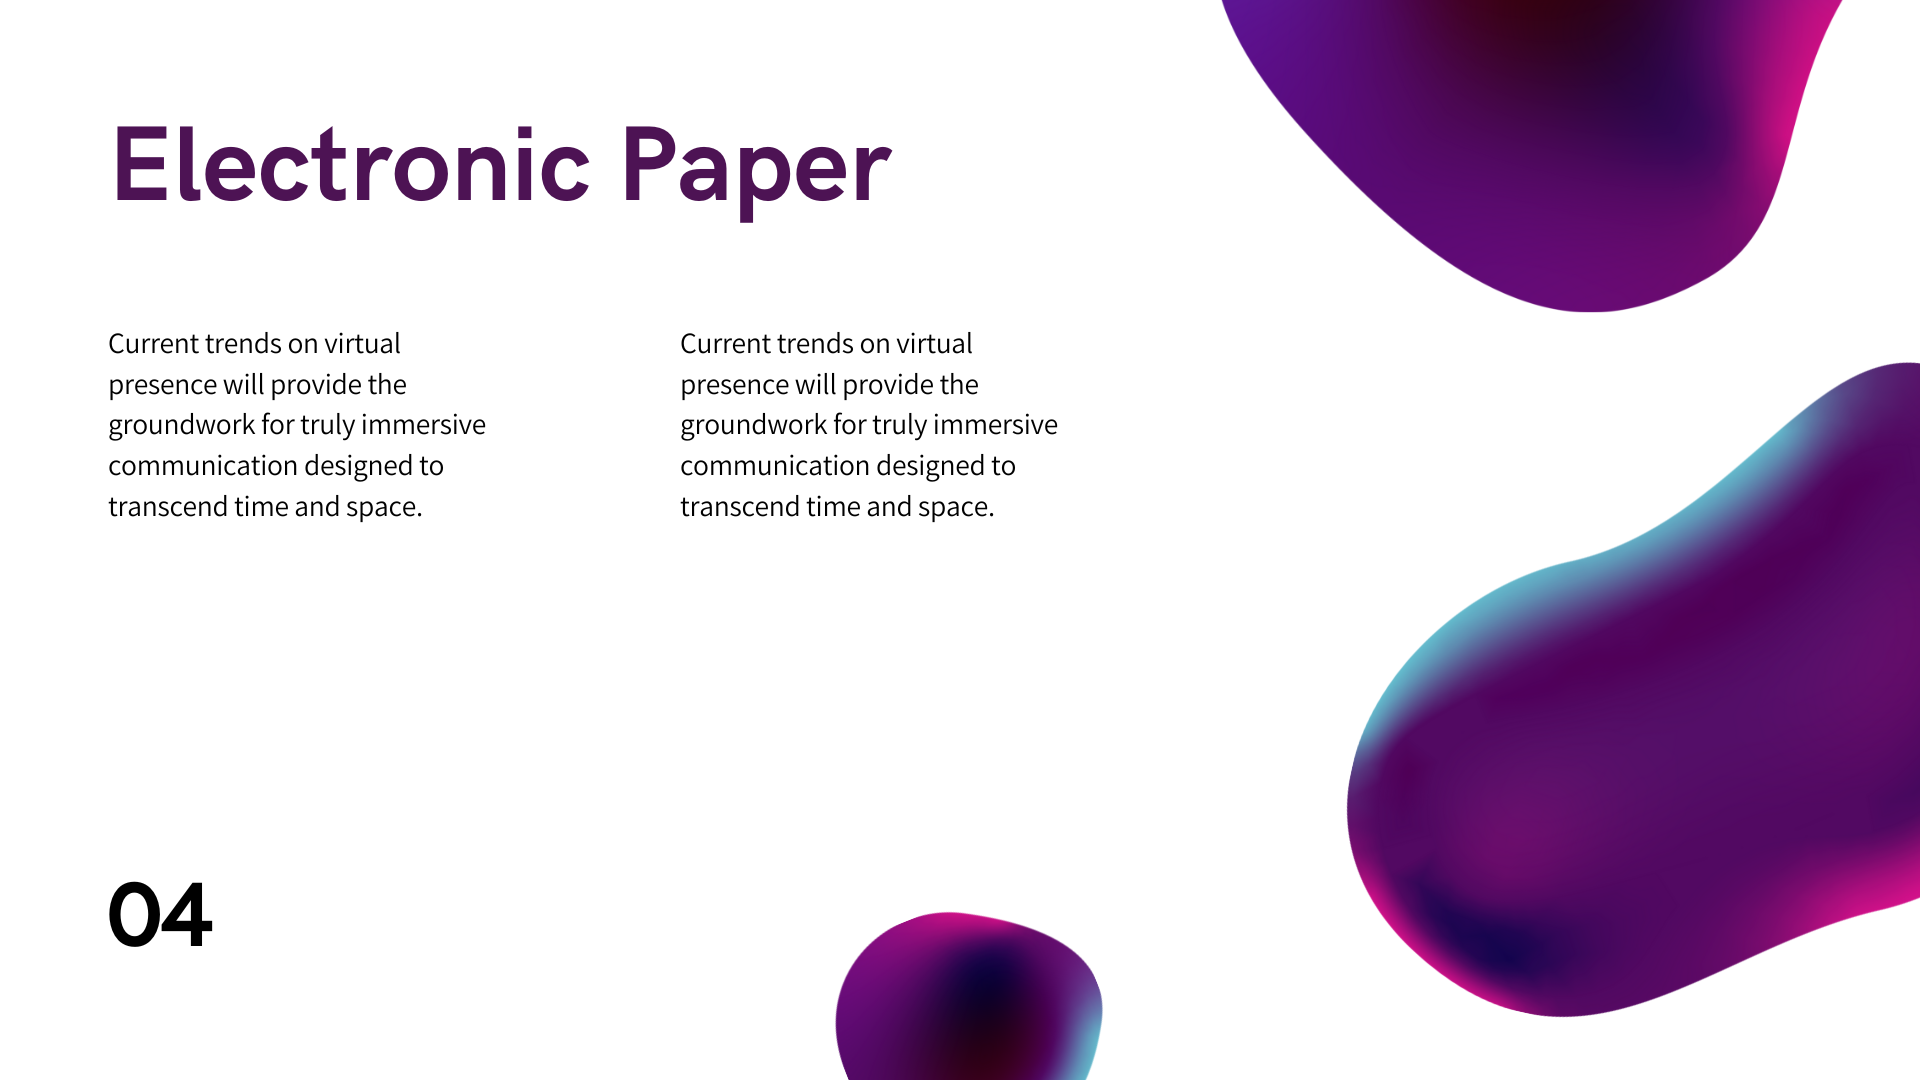 Electronic Paper
Current trends on virtual
presence will provide the
groundwork for truly immersive
communication designed to
transcend time and space.
Current trends on virtual
presence will provide the
groundwork for truly immersive
communication designed to
transcend time and space.
04